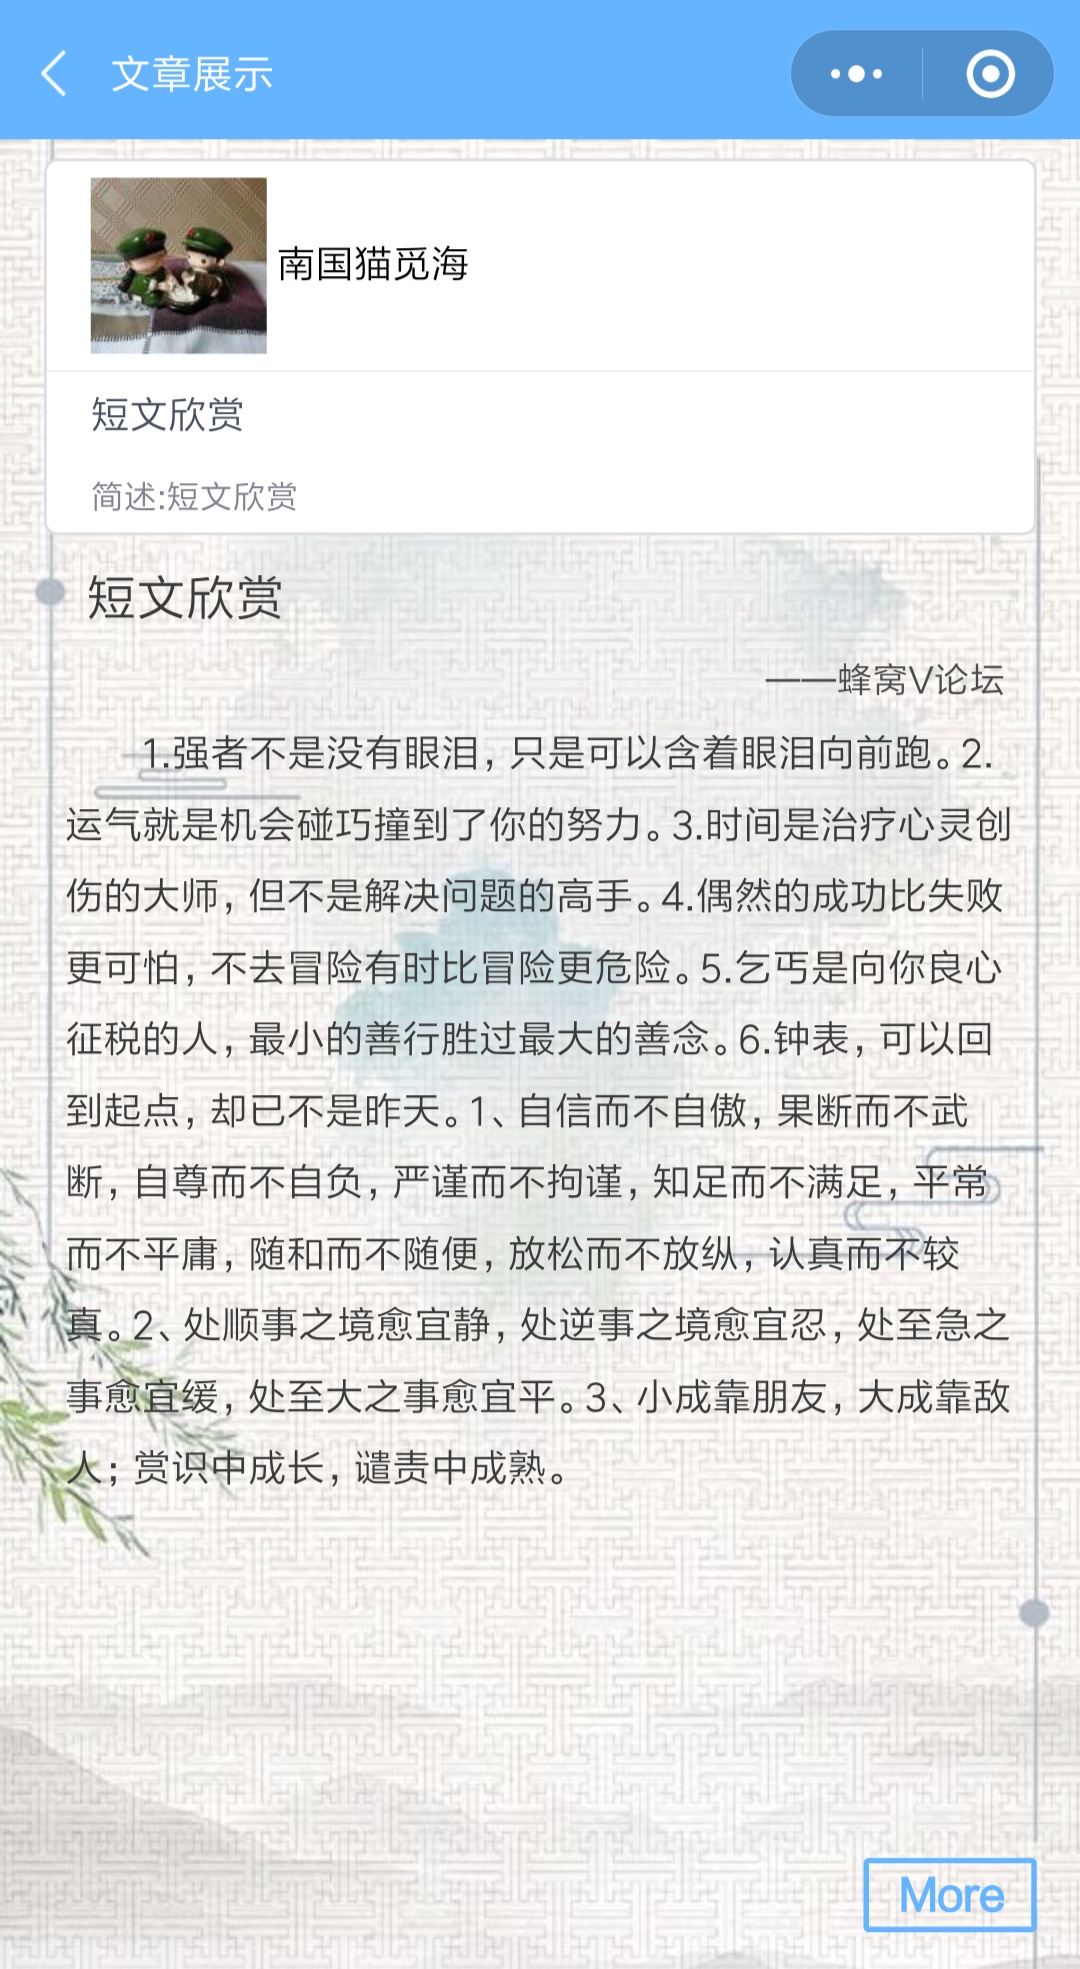 文章展示
南国猫觅海
短文欣赏
简述:短文欣赏
短文欣赏
——蜂窝V论坛
1.强者不是没有眼泪，只是可以含着眼泪向前跑。2.
运气就是机会碰巧撞到了你的努力。3.时间是治疗心灵创
伤的大师，但不是解决问题的高手。4.偶然的成功比失败
更可怕，不去冒险有时比冒险更危险。5.乞丐是向你良心
征税的人，最小的善行胜过最大的善念。6.钟表，可以回
到起点，却已不是昨天。1、自信而不自傲，果断而不武
断，自尊而不自负，严谨而不拘谨，知足而不满足，平常
而不平庸，随和而不随便，放松而不放纵，认真而不较
真。2、处顺事之境愈宜静，处逆事之境愈宜忍，处至急之
事愈宜缓，处至大之事愈宜平。3、小成靠朋友，大成靠敌
人；赏识中成长，谴责中成熟。
More